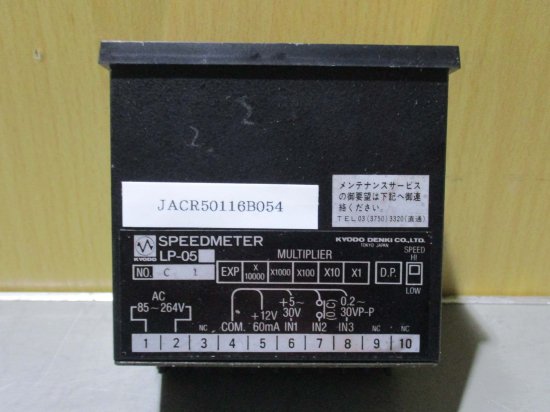 2 2
JACR50116B054
メンテナンスサービス
の御要望は下記へ御連
絡ください。
TEL 03(3750)3320(直通)
KYODO
SPEEDMETER
LP-05
KYODO DENKI CO., LTD.
TOKYO JAPAN
NO. C 1
MULTIPLIER
EXP X10000 X1000 X100 X10 X1 D.P.
SPEED
HI
LOW
AC
85~264V
+5~
30V
0.2~
30VP-P
+12V
60mA
NC COM. IN1 IN2 IN3 NC NC
1 2 3 4 5 6 7 8 9 10